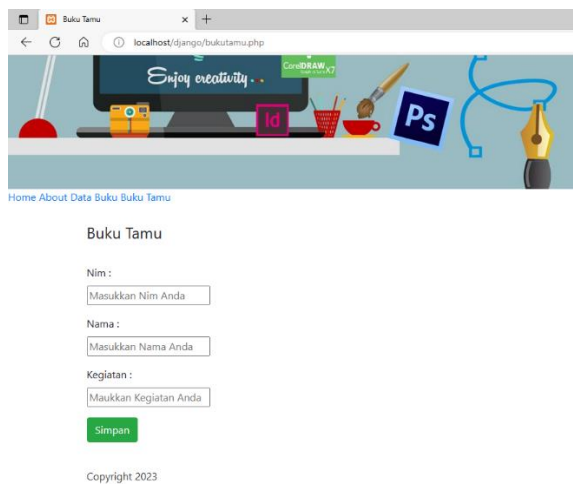 Buku Tamu
localhost/django/bukutamu.php
Enjoy creativity . .
CorelDRAW
X7
Id
Ps
Home About Data Buku Buku Tamu
Buku Tamu
Nim :
Masukkan Nim Anda
Nama :
Masukkan Nama Anda
Kegiatan :
Maukkan Kegiatan Anda
Simpan
Copyright 2023